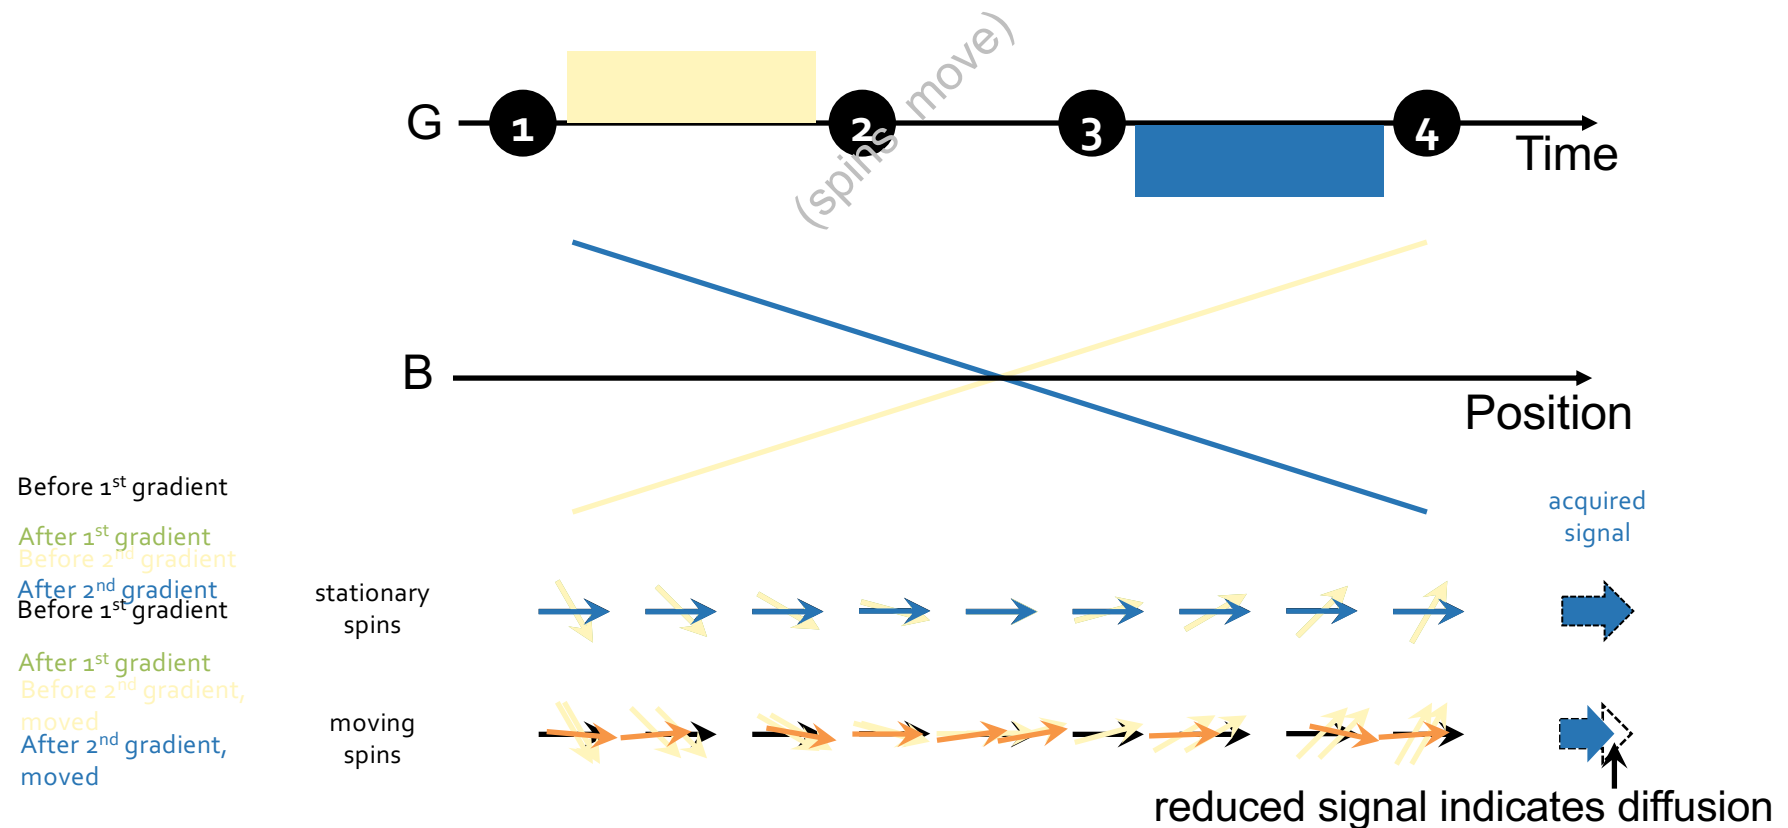 (spins move)
G
1
2
3
4
Time
B
Position
Before 1st gradient
After 1st gradient
Before 2nd gradient
After 2nd gradient
Before 1st gradient
stationary
spins
acquired
signal
After 1st gradient
Before 2nd gradient,
moved
After 2nd gradient,
moved
moving
spins
reduced signal indicates diffusion